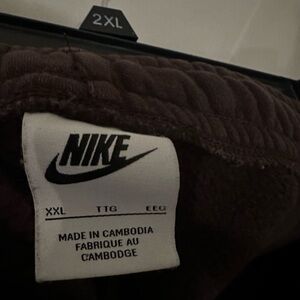 2XL
NIKE
XXL TTG EEG
MADE IN CAMBODIA
FABRIQUE AU
CAMBODGE